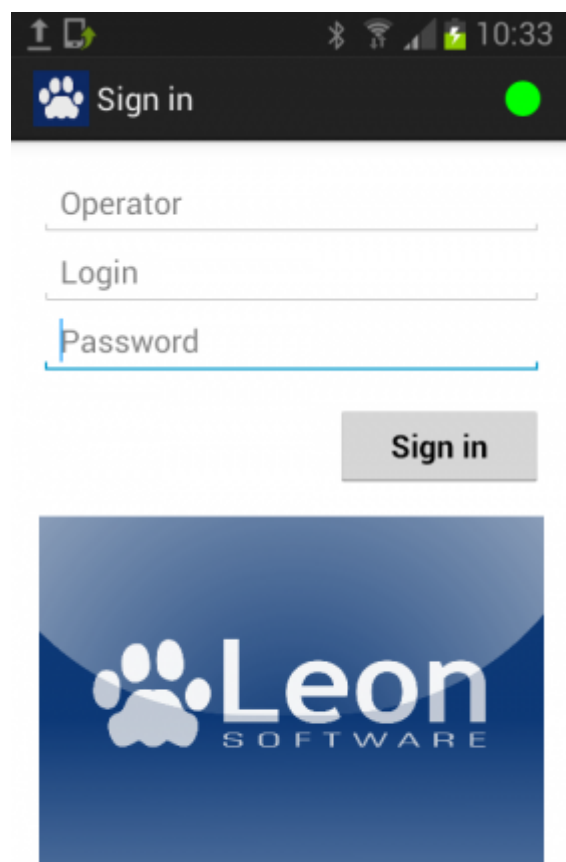 10:33
Sign in
Operator
Login
Password
Sign in
Leon
SOFTWARE